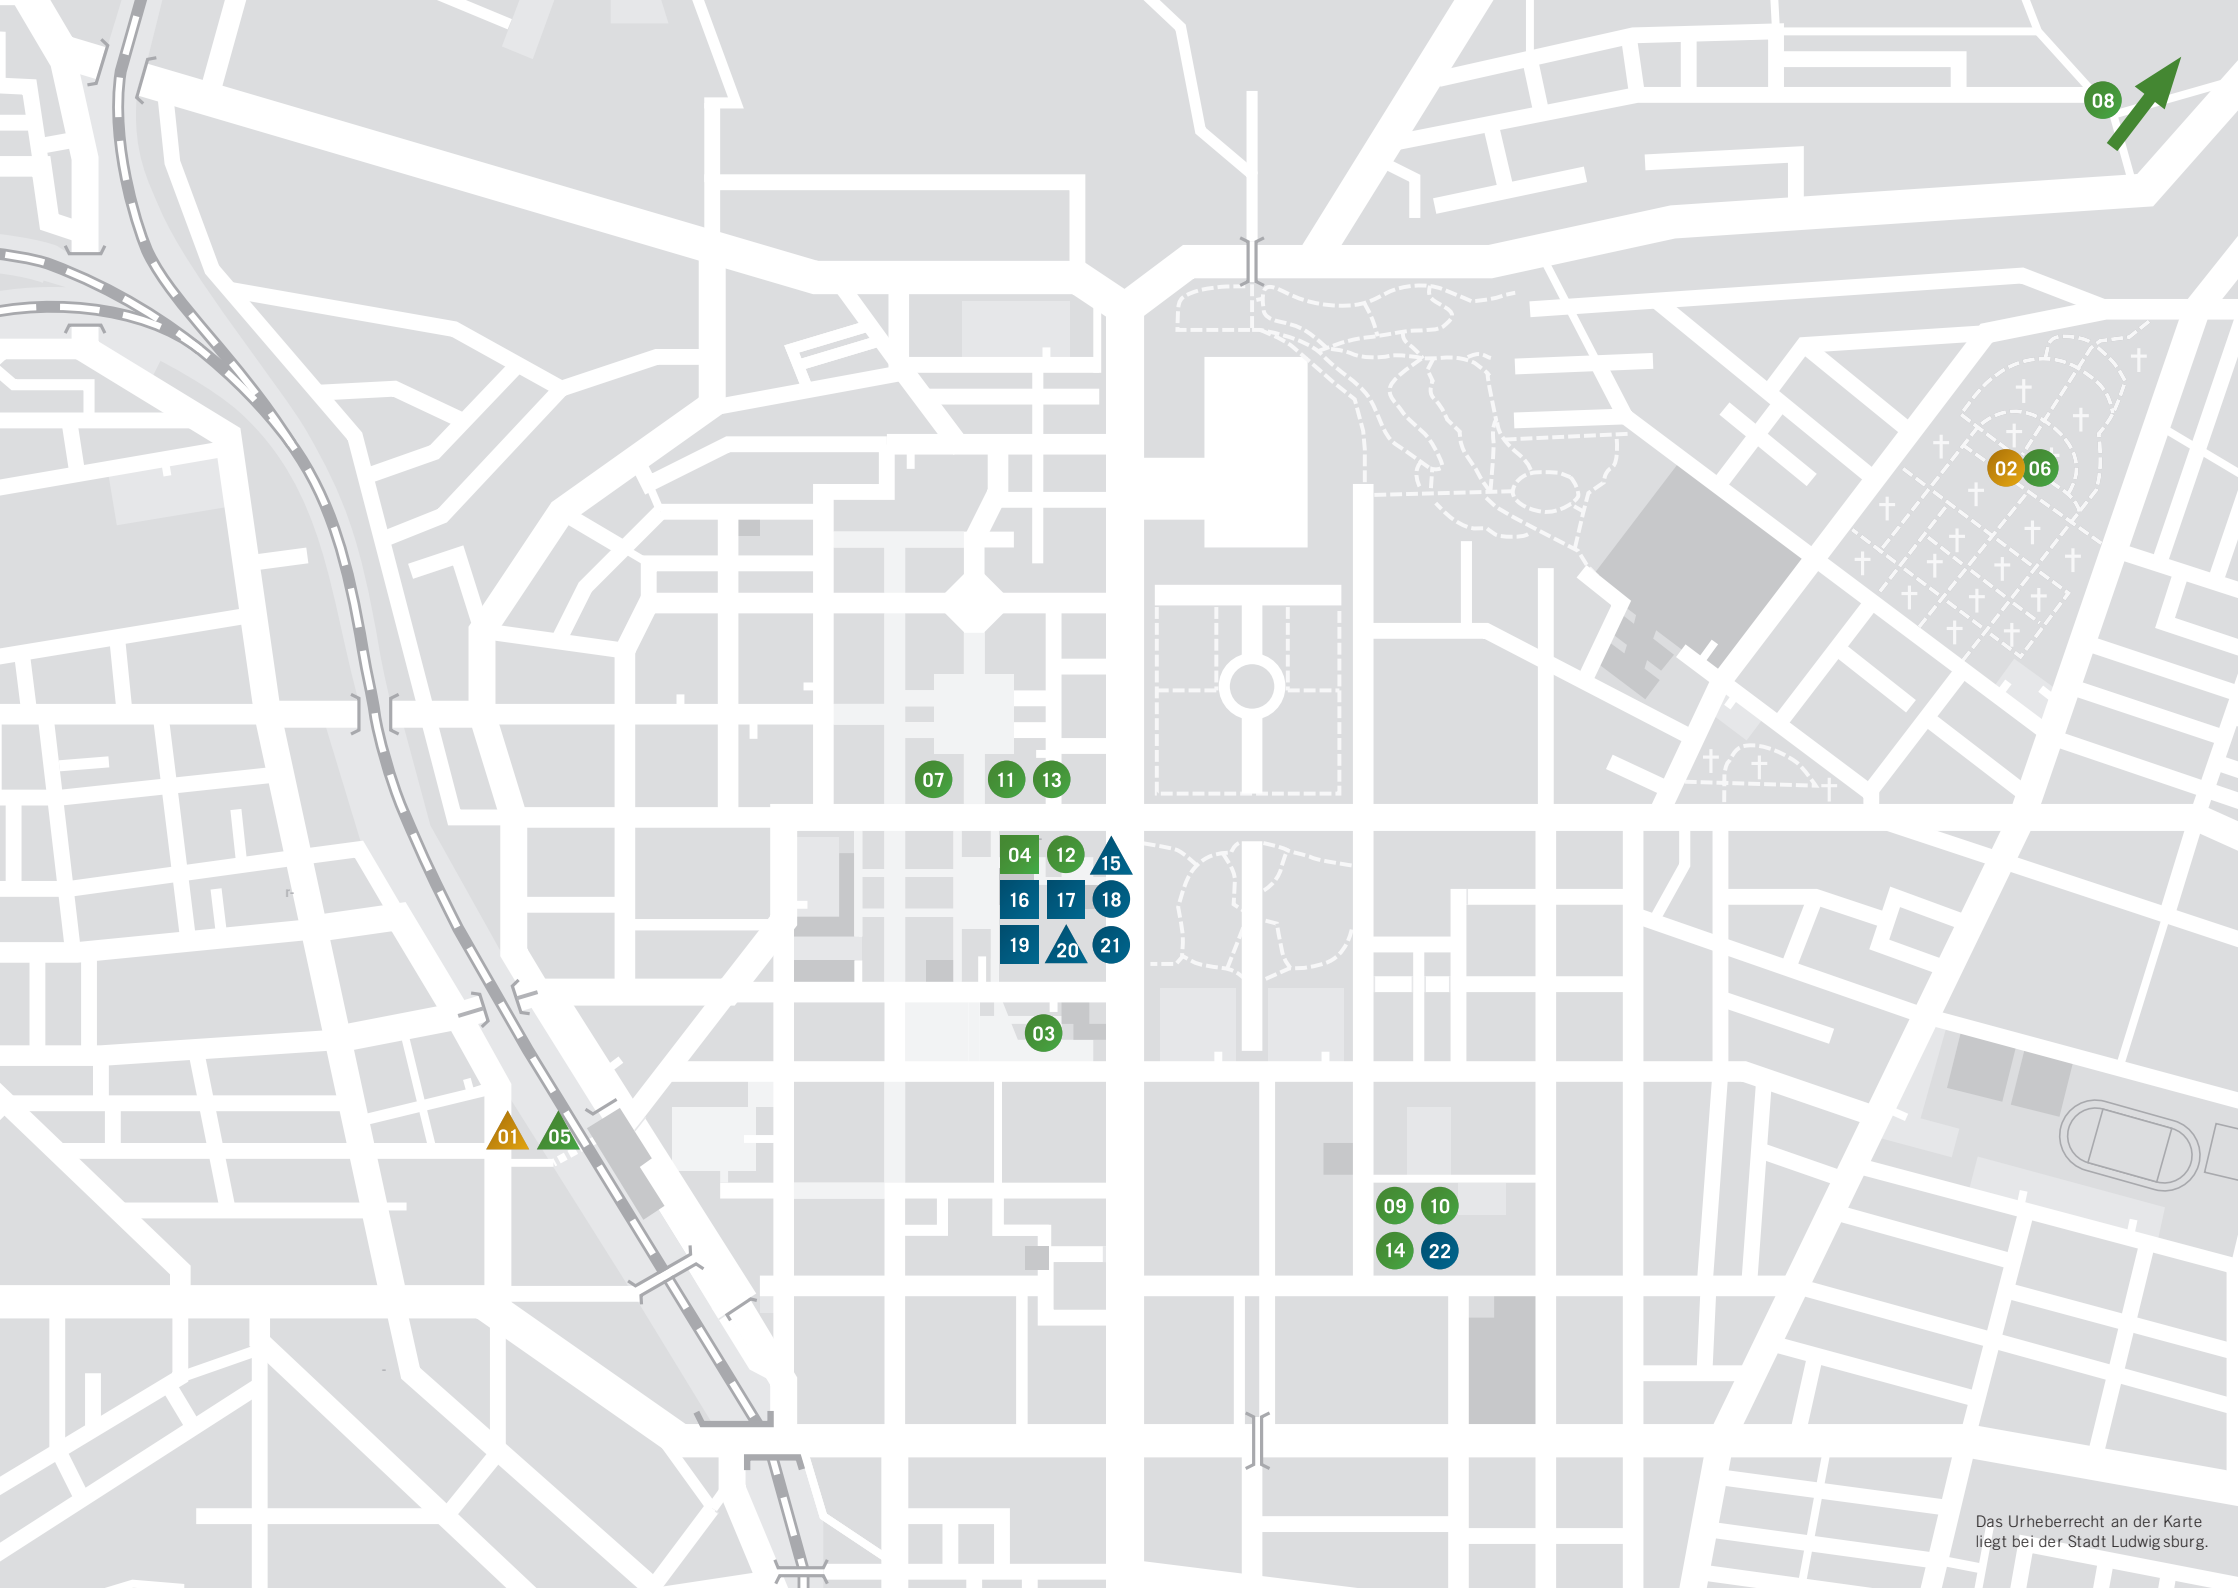 08
02 06
07 11 13
04 12 15
16 17 18
19 20 21
03
01 05
09 10
14 22
Das Urheberrecht an der Karte
liegt bei der Stadt Ludwigsburg.